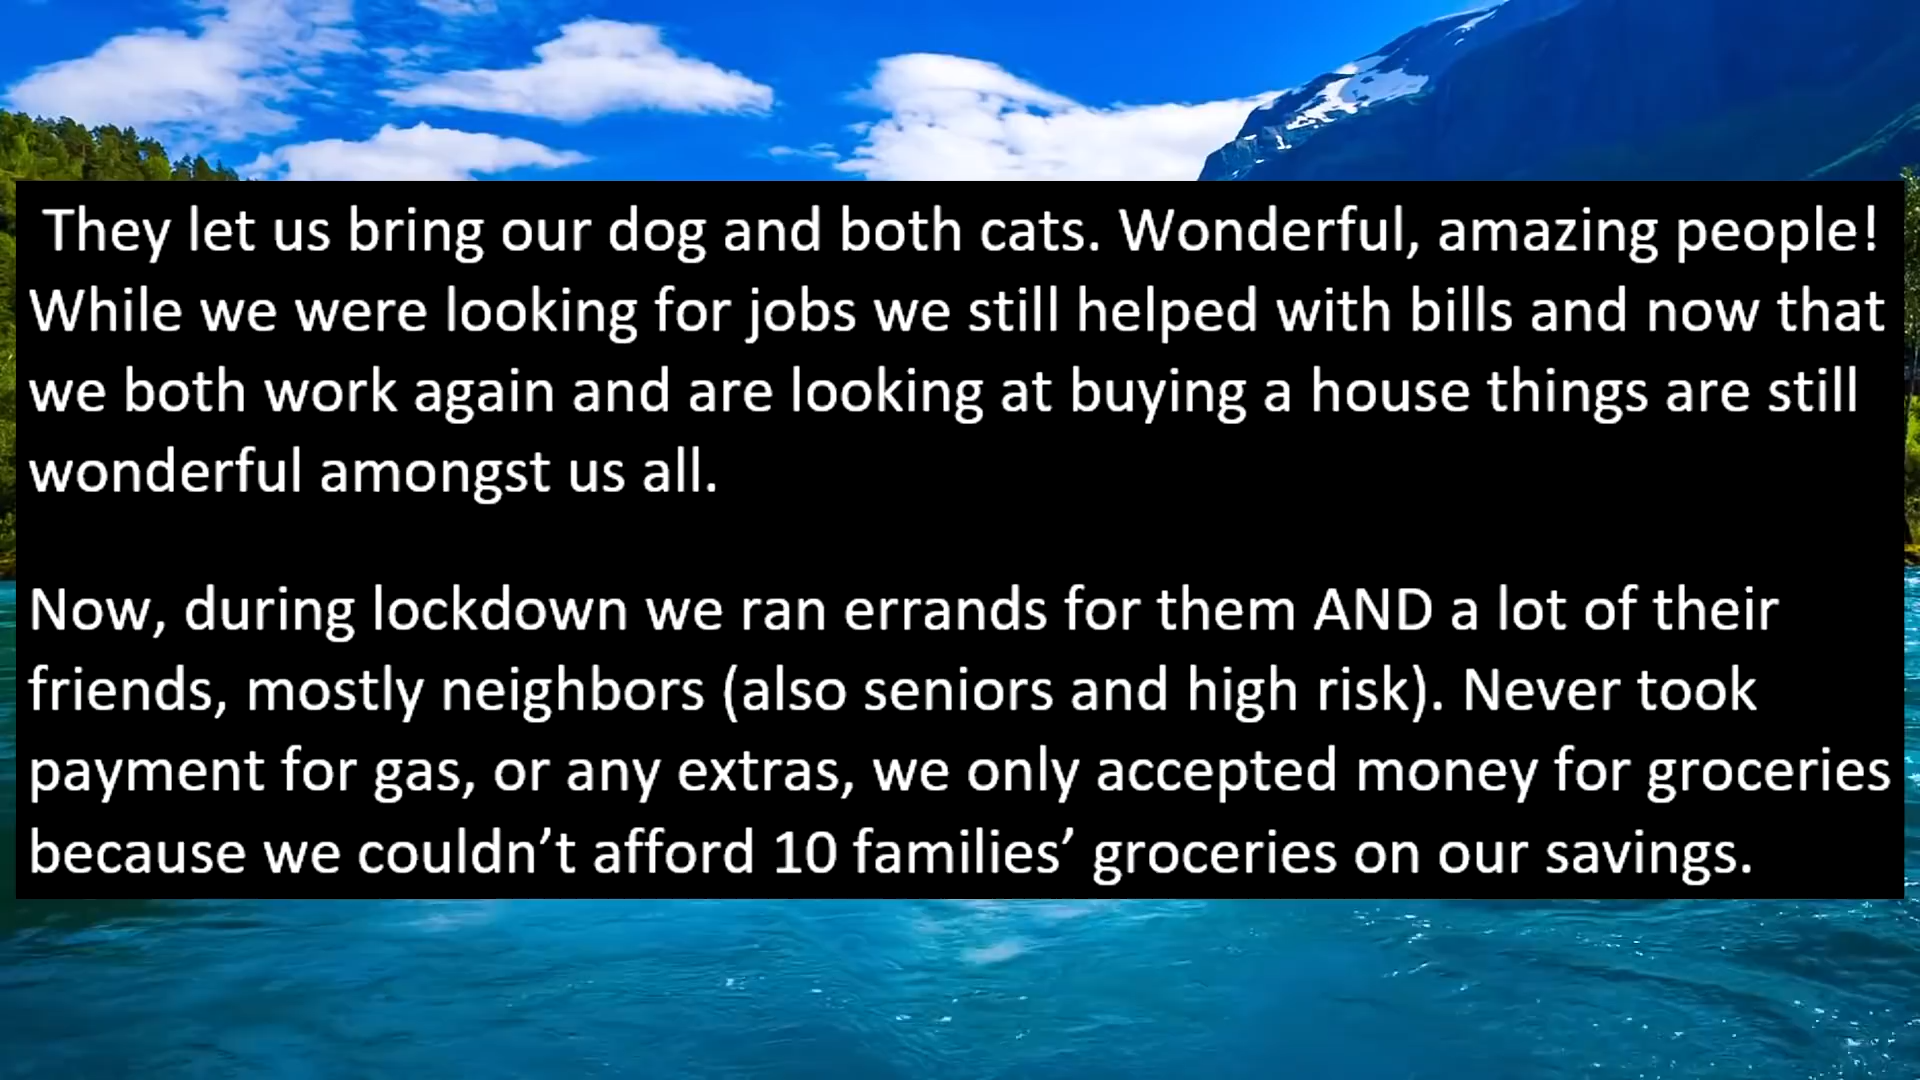 They let us bring our dog and both cats. Wonderful, amazing people!
While we were looking for jobs we still helped with bills and now that
we both work again and are looking at buying a house things are still
wonderful amongst us all.
Now, during lockdown we ran errands for them AND a lot of their
friends, mostly neighbors (also seniors and high risk). Never took
payment for gas, or any extras, we only accepted money for groceries
because we couldn’t afford 10 families’ groceries on our savings.